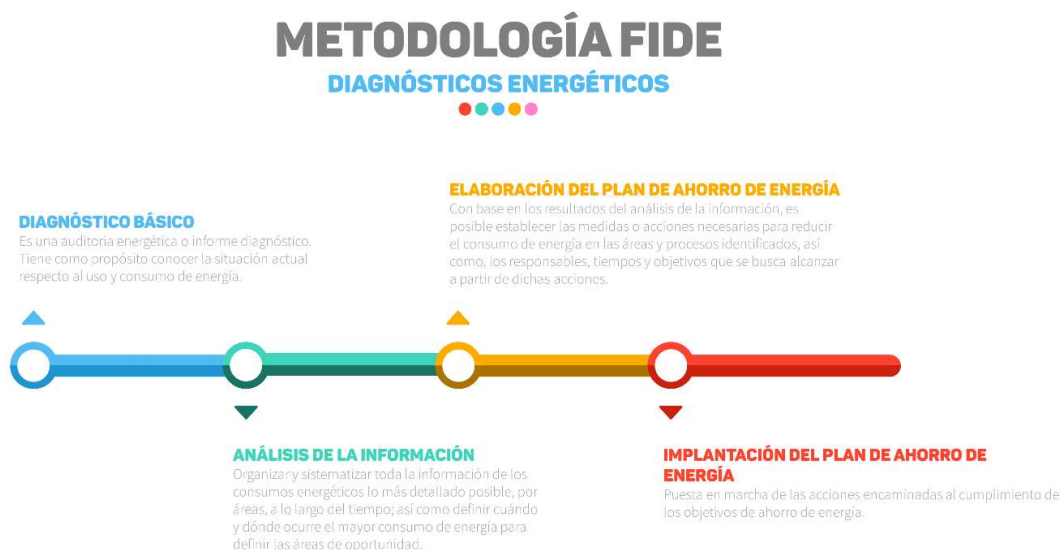 METODOLOGÍA FIDE
DIAGNÓSTICOS ENERGÉTICOS
DIAGNÓSTICO BÁSICO
Es una auditoria energética o informe diagnóstico.
Tiene como propósito conocer la situación actual
respecto al uso y consumo de energía.
ANÁLISIS DE LA INFORMACIÓN
Organizar y sistematizar toda la información de los
consumos energéticos lo más detallado posible, por
áreas, a lo largo del tiempo; así como definir cuándo
y dónde ocurre el mayor consumo de energía para
definir las áreas de oportunidad.
ELABORACIÓN DEL PLAN DE AHORRO DE ENERGÍA
Con base en los resultados del análisis de la información, es
posible establecer las medidas o acciones necesarias para reducir
el consumo de energía en las áreas y procesos identificados, así
como, los responsables, tiempos y objetivos que se busca alcanzar
a partir de dichas acciones.
IMPLANTACIÓN DEL PLAN DE AHORRO DE
ENERGÍA
Puesta en marcha de las acciones encaminadas al cumplimiento de
los objetivos de ahorro de energía.